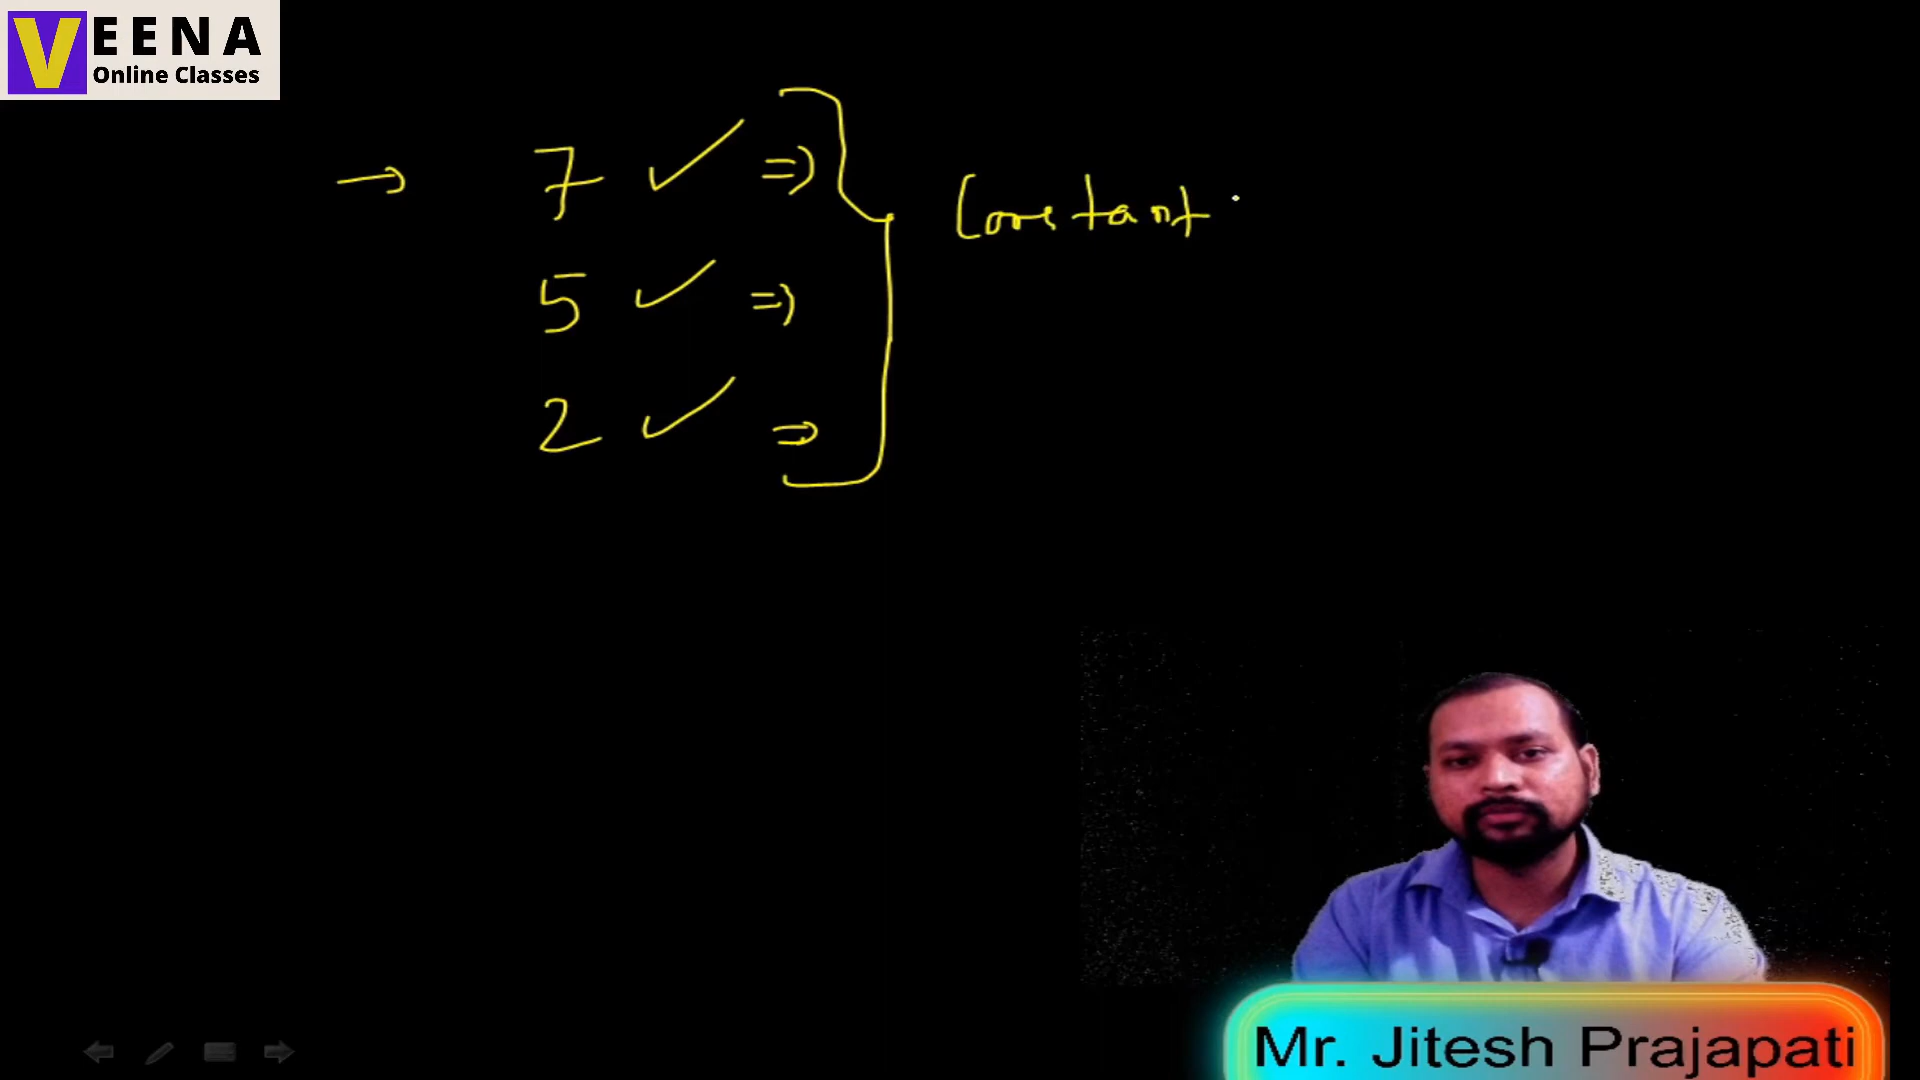 VEENA
Online Classes
→ 7 ✓ ⇒
5 ✓ ⇒
2 ✓ ⇒
Constant
Mr. Jitesh Prajapati